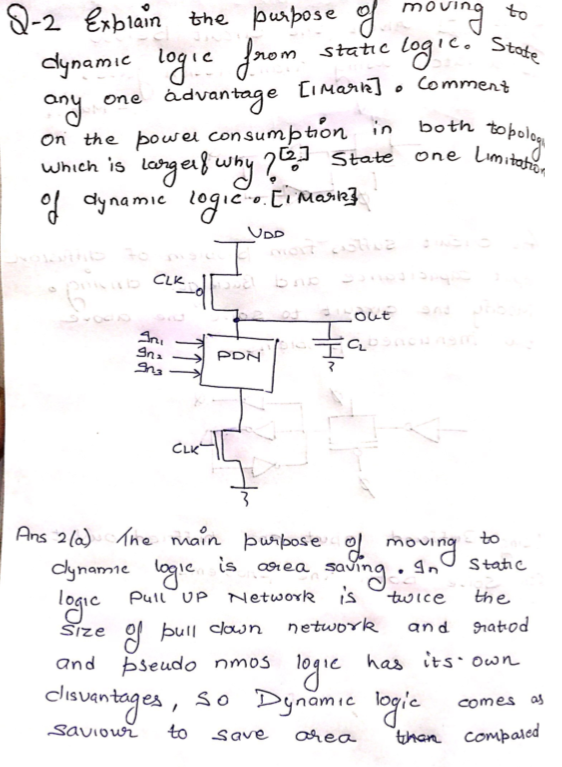 Q-2 Explain the purpose of moving to
dynamic logic from static logic. State
any one advantage [1Mark]. Comment
on the power consumption in both topolog
which is larger & why ? [2]. State one Limitation
of dynamic logic. [1 Mark]
VDD
CLK
Out
In1
In2
In3
PDN
CL
CLK
Ans 2(a) The main purpose of moving to
dynamic logic is area saving. In Static
logic Pull UP Network is twice the
Size of pull down network and ratiod
and pseudo nmos logic has its own
disvantages, So Dynamic logic comes as
Saviour to save area than compared